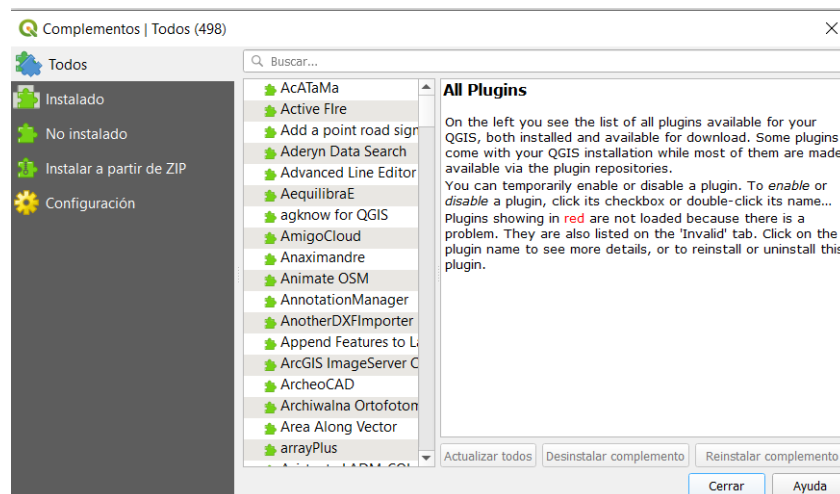 Complementos | Todos (498)
Todos
Instalado
No instalado
Instalar a partir de ZIP
Configuración
Buscar...
AcATaMa
Active FIre
Add a point road sign
Aderyn Data Search
Advanced Line Editor
AequilibraE
agknow for QGIS
AmigoCloud
Anaximandre
Animate OSM
AnnotationManager
AnotherDXFImporter
Append Features to
ArcGIS ImageServer
ArcheoCAD
Archiwalna
Area Along Vector
arrayPlus
All Plugins
On the left you see the list of all plugins available for your
QGIS, both installed and available for download. Some plugins
come with your QGIS installation while most of them are made
available via the plugin repositories.
You can temporarily enable or disable a plugin. To enable or
disable a plugin, click its checkbox or double-click its name...
Plugins showing in red are not loaded because there is a
problem. They are also listed on the 'Invalid' tab. Click on the
plugin name to see more details, or to reinstall or uninstall this
plugin.
Actualizar todos
Desinstalar complemento
Reinstalar complemento
Cerrar
Ayuda